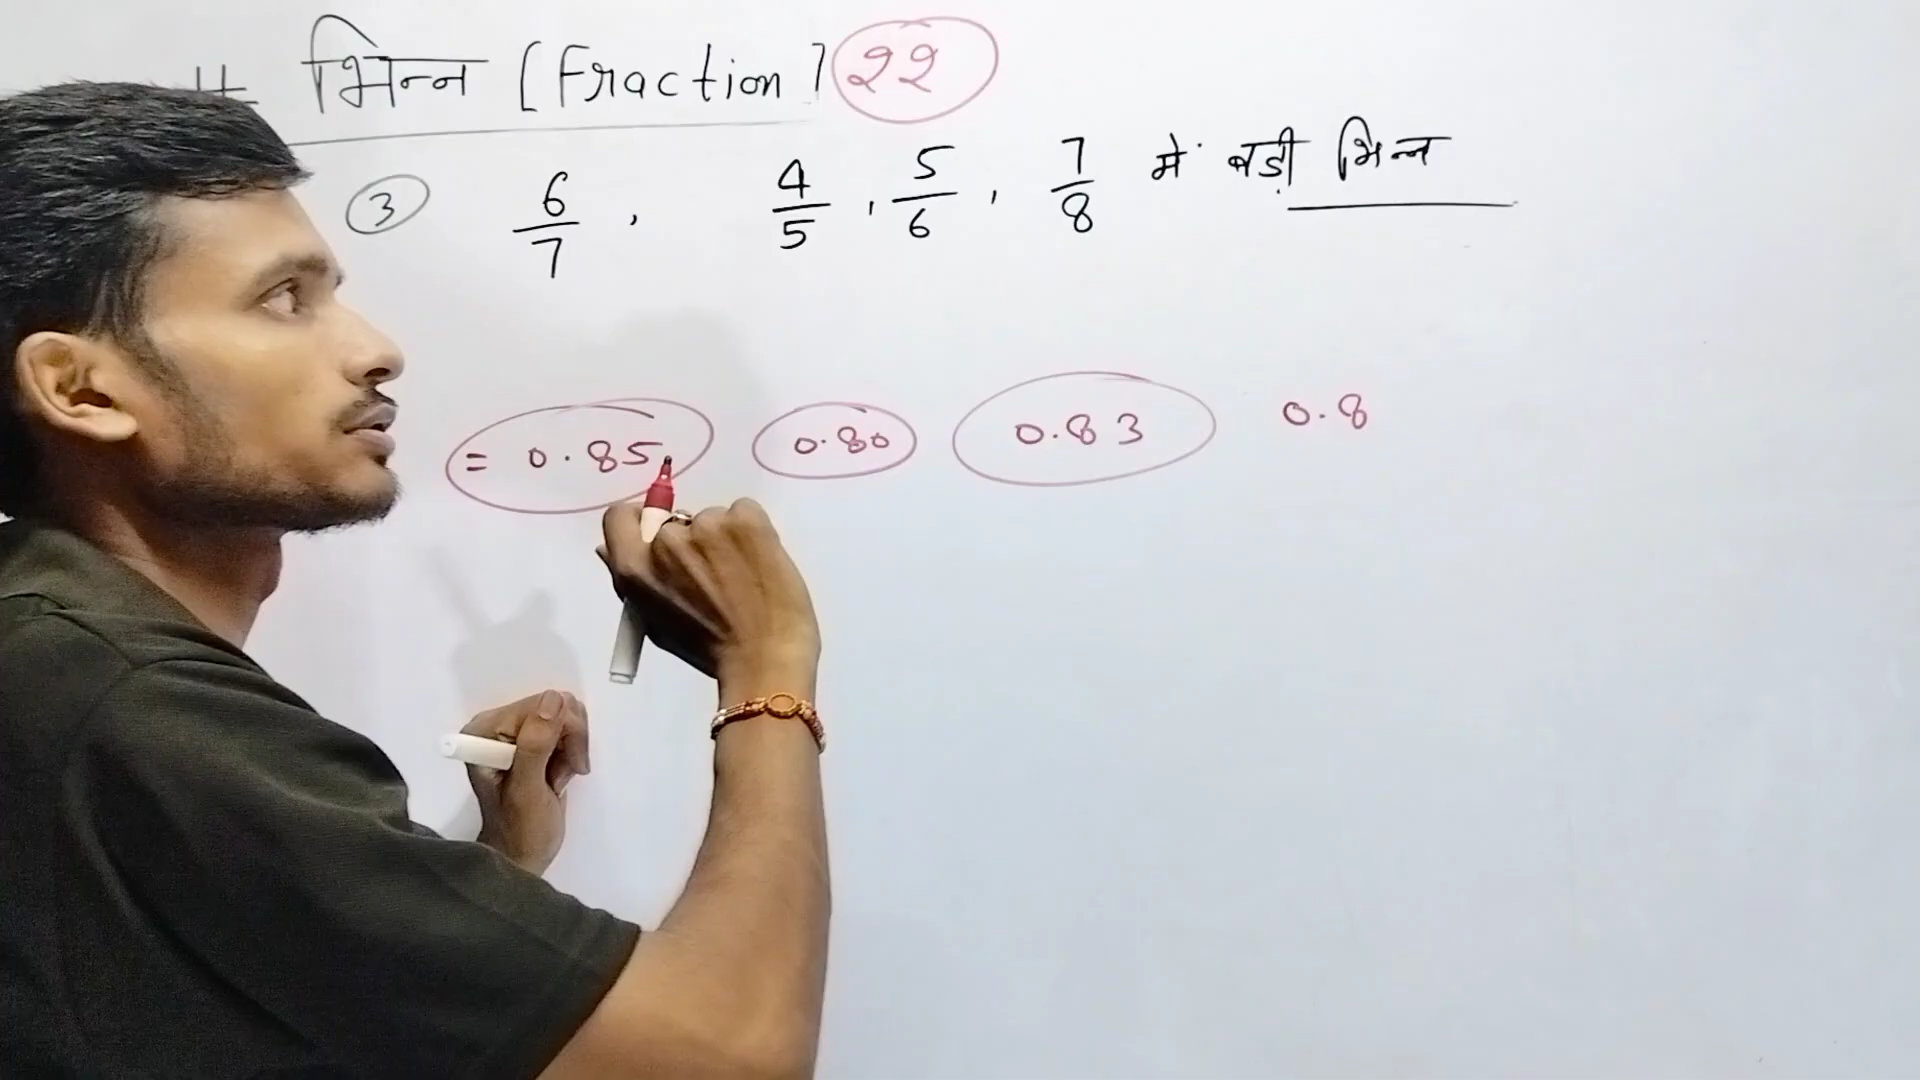 # भिन्न [Fraction] 22
③ 6/7, 4/5, 5/6, 7/8 में बड़ी भिन्न
= 0.85 0.80 0.83 0.8